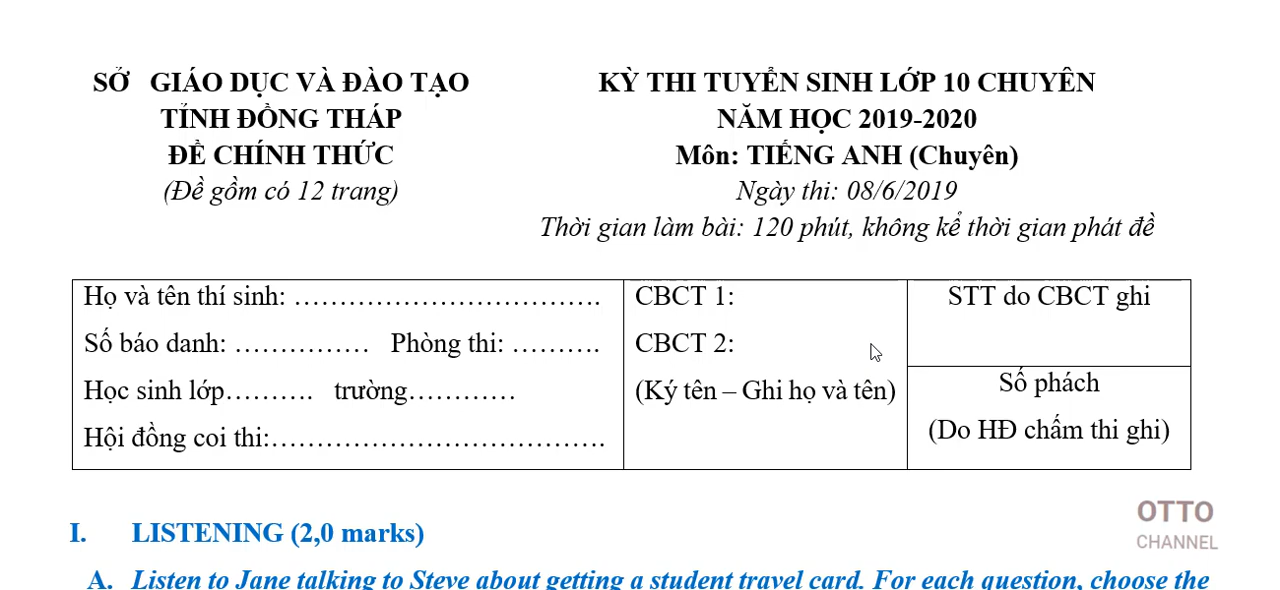 SỞ GIÁO DỤC VÀ ĐÀO TẠO
TỈNH ĐỒNG THÁP
ĐỀ CHÍNH THỨC
(Đề gồm có 12 trang)
KỲ THI TUYỂN SINH LỚP 10 CHUYÊN
NĂM HỌC 2019-2020
Môn: TIẾNG ANH (Chuyên)
Ngày thi: 08/6/2019
Thời gian làm bài: 120 phút, không kể thời gian phát đề
Họ và tên thí sinh: …………………………….
Số báo danh: …………… Phòng thi: ……….
Học sinh lớp………. trường…………
Hội đồng coi thi:……………………………….
CBCT 1:
CBCT 2:
(Ký tên – Ghi họ và tên)
STT do CBCT ghi
Số phách
(Do HĐ chấm thi ghi)
I. LISTENING (2,0 marks)
A. Listen to Jane talking to Steve about getting a student travel card. For each question, choose the
OTTO
CHANNEL